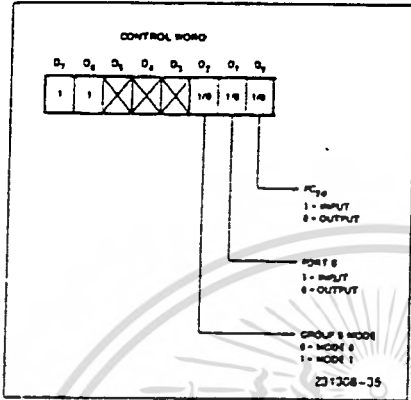 CONTROL WORD
D7 D6 D5 D4 D3 D2 D1 D0
1 1 X X X 1/0 1/0 1/0
PC2-0
1 = INPUT
0 = OUTPUT
PORT B
1 = INPUT
0 = OUTPUT
GROUP B MODE
0 = MODE 0
1 = MODE 1
231308-35